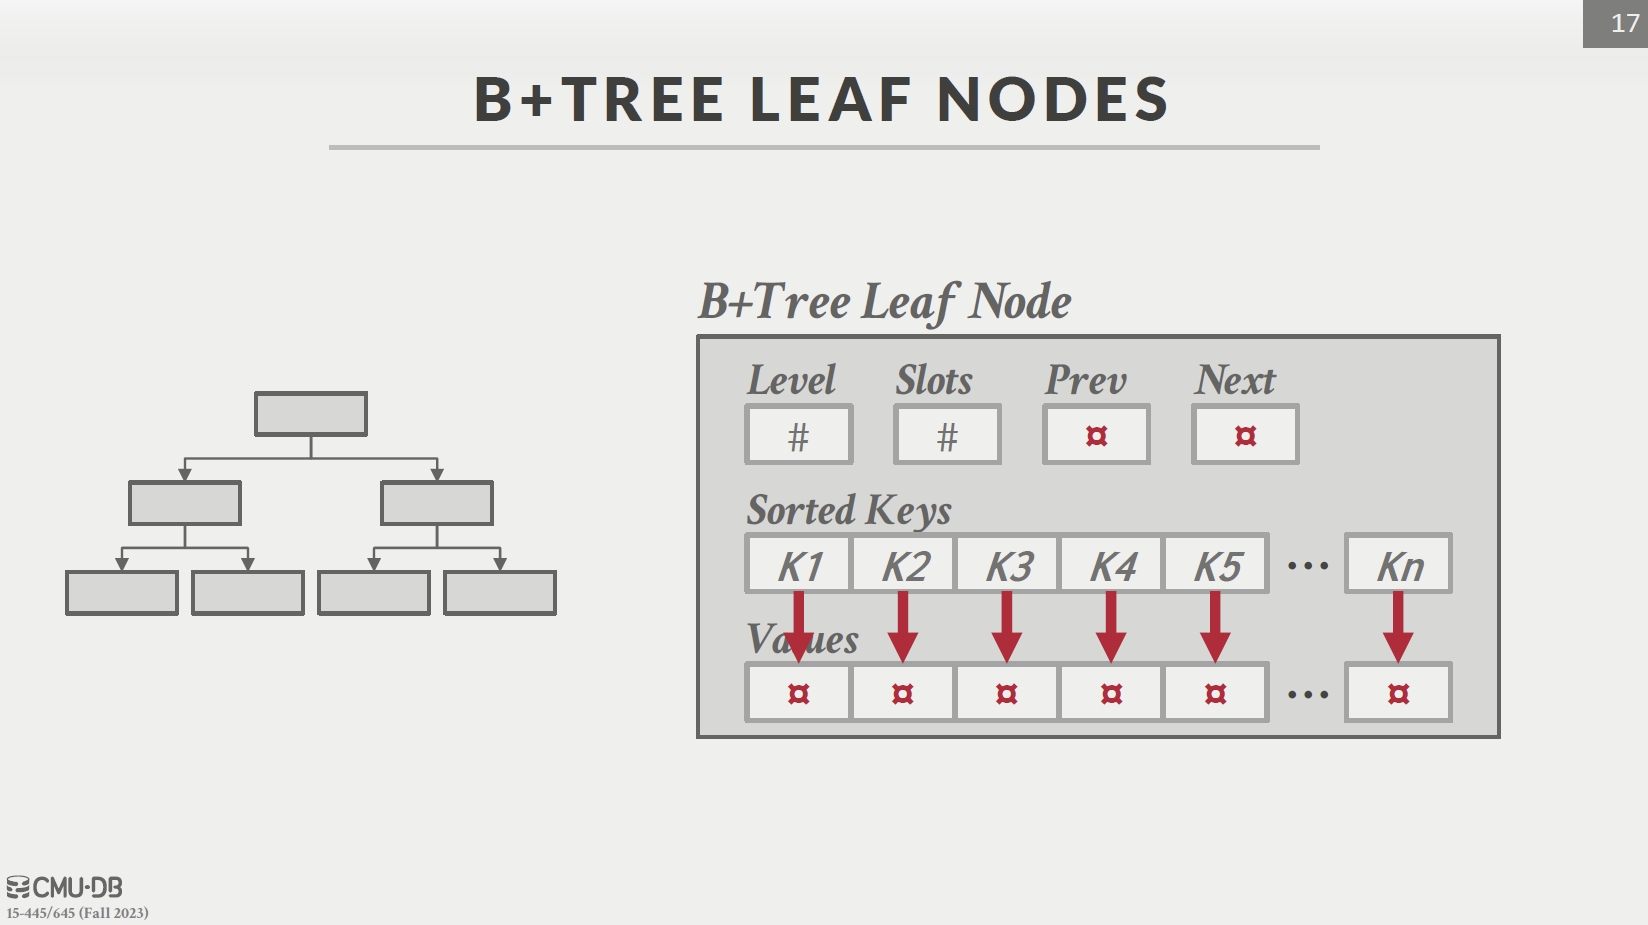 17
B+TREE LEAF NODES
B+Tree Leaf Node
Level Slots Prev Next
# # ¤ ¤
Sorted Keys
K1 K2 K3 K4 K5 ... Kn
Values
¤ ¤ ¤ ¤ ¤ ... ¤
CMU·DB
15-445/645 (Fall 2023)